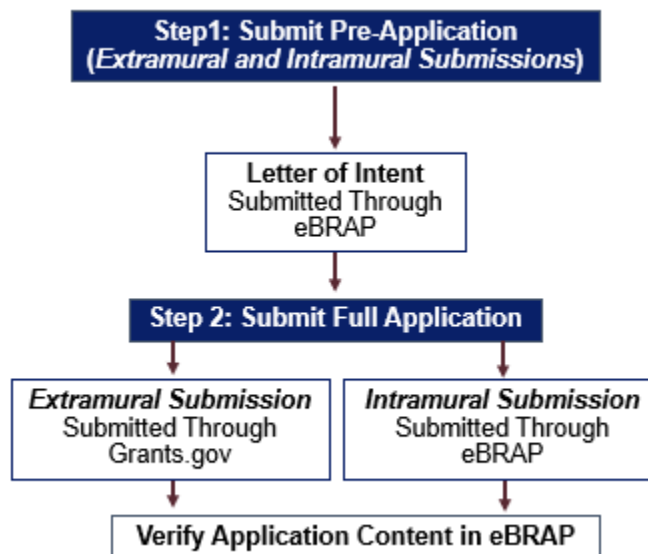 Step1: Submit Pre-Application
(Extramural and Intramural Submissions)
Letter of Intent
Submitted Through
eBRAP
Step 2: Submit Full Application
Extramural Submission
Submitted Through
Grants.gov
Intramural Submission
Submitted Through
eBRAP
Verify Application Content in eBRAP